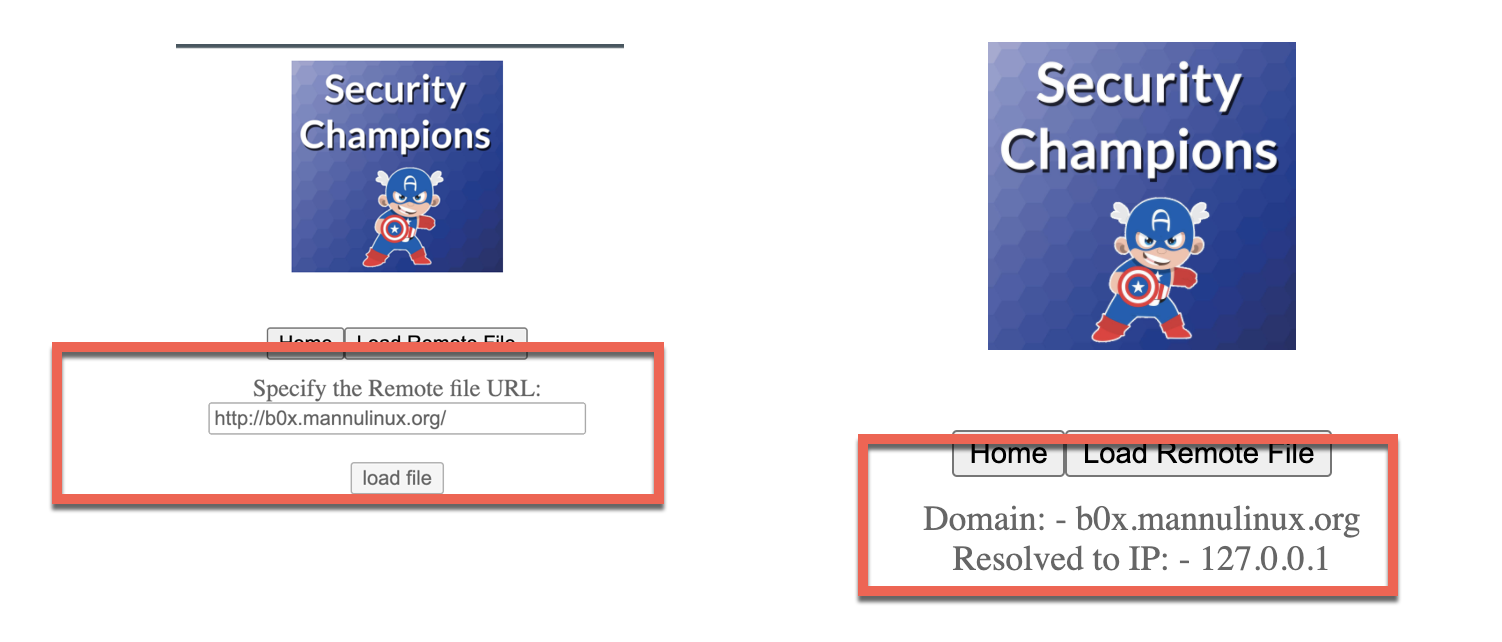 Security
Champions
A
Home Load Remote File
Specify the Remote file URL:
http://b0x.mannulinux.org/
load file
Security
Champions
A
Home Load Remote File
Domain: - b0x.mannulinux.org
Resolved to IP: - 127.0.0.1